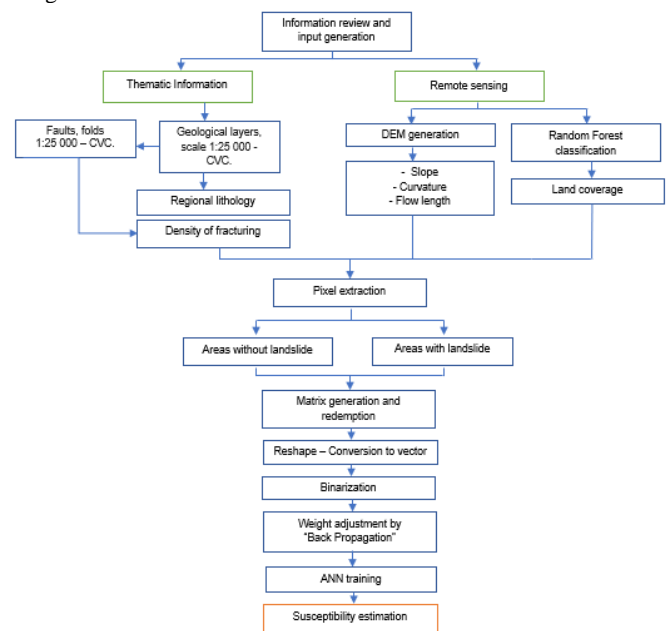 Information review and
input generation
Thematic Information
Remote sensing
Faults, folds
1:25 000 – CVC.
Geological layers,
scale 1:25 000 -
CVC.
DEM generation
Random Forest
classification
- Slope
- Curvature
- Flow length
Land coverage
Regional lithology
Density of fracturing
Pixel extraction
Areas without landslide
Areas with landslide
Matrix generation and
redemption
Reshape – Conversion to vector
Binarization
Weight adjustment by
“Back Propagation”
ANN training
Susceptibility estimation